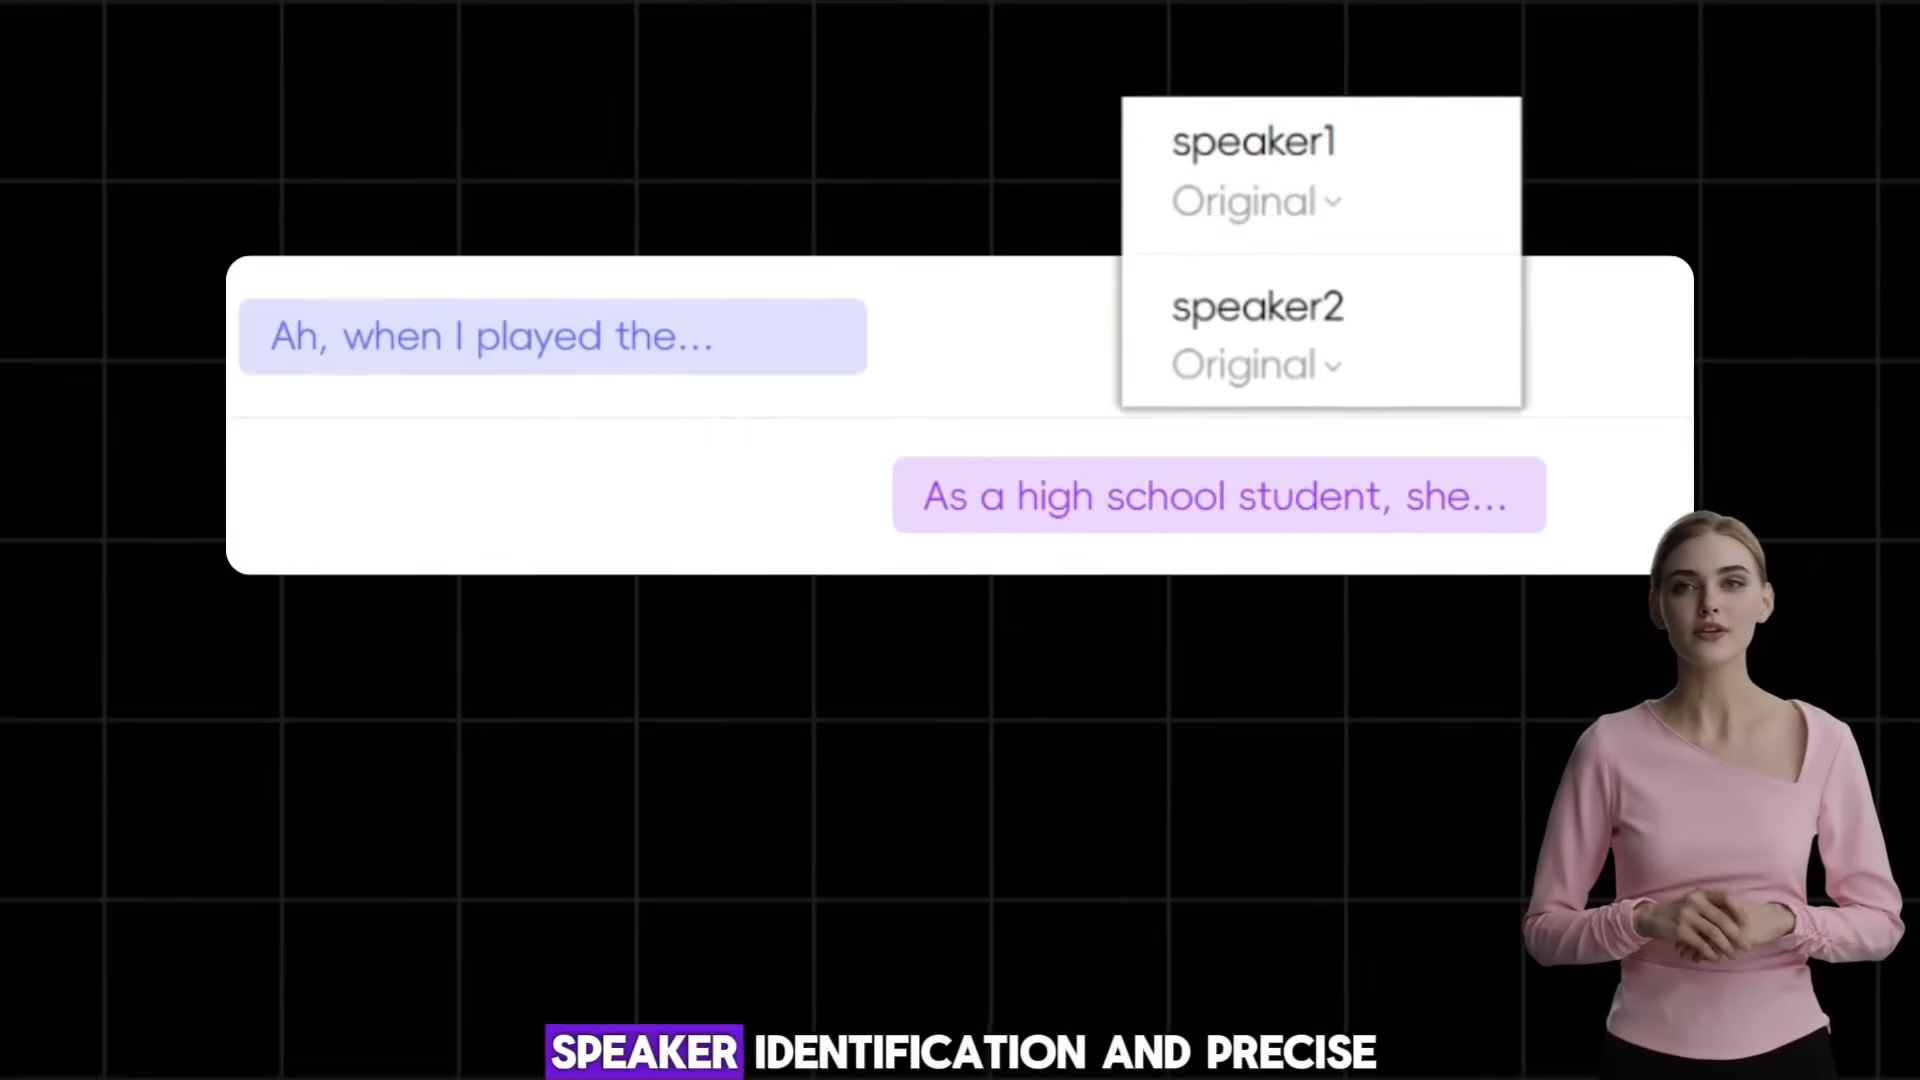 speaker1
Original
speaker2
Original
Ah, when I played the...
As a high school student, she...
SPEAKER IDENTIFICATION AND PRECISE